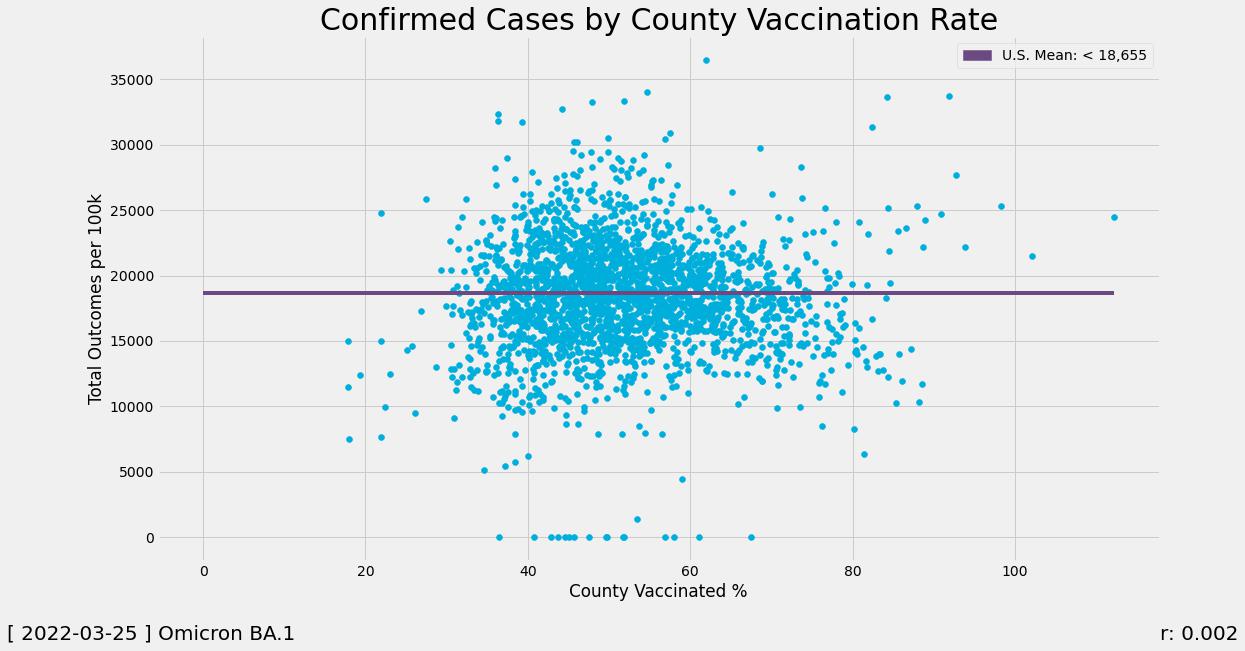 Confirmed Cases by County Vaccination Rate
U.S. Mean: < 18,655
35000
30000
25000
20000
15000
10000
5000
0
Total Outcomes per 100k
0 20 40 60 80 100
County Vaccinated %
[ 2022-03-25 ] Omicron BA.1
r: 0.002